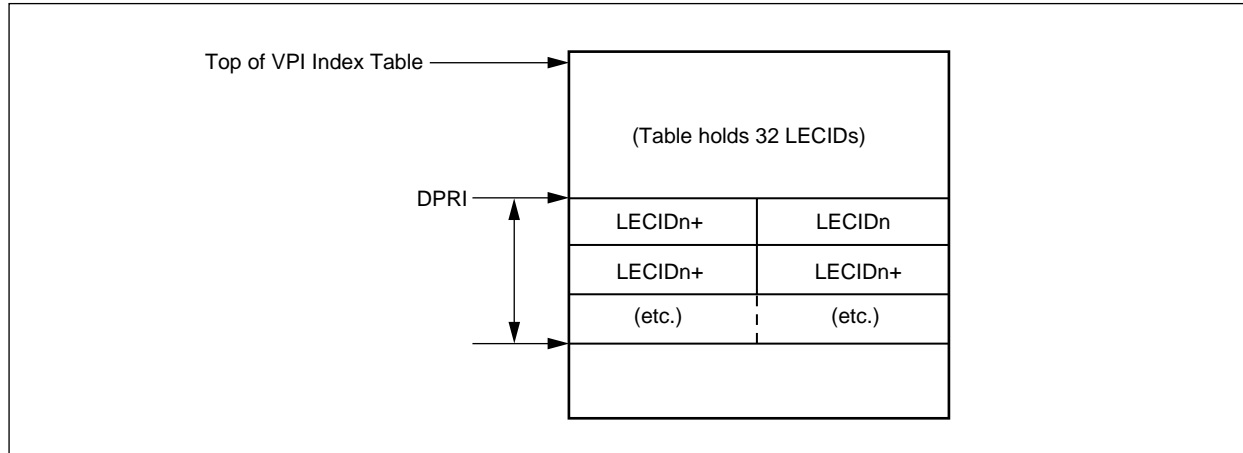 Top of VPI Index Table
(Table holds 32 LECIDs)
DPRI
LECIDn+ LECIDn
LECIDn+ LECIDn+
(etc.) (etc.)